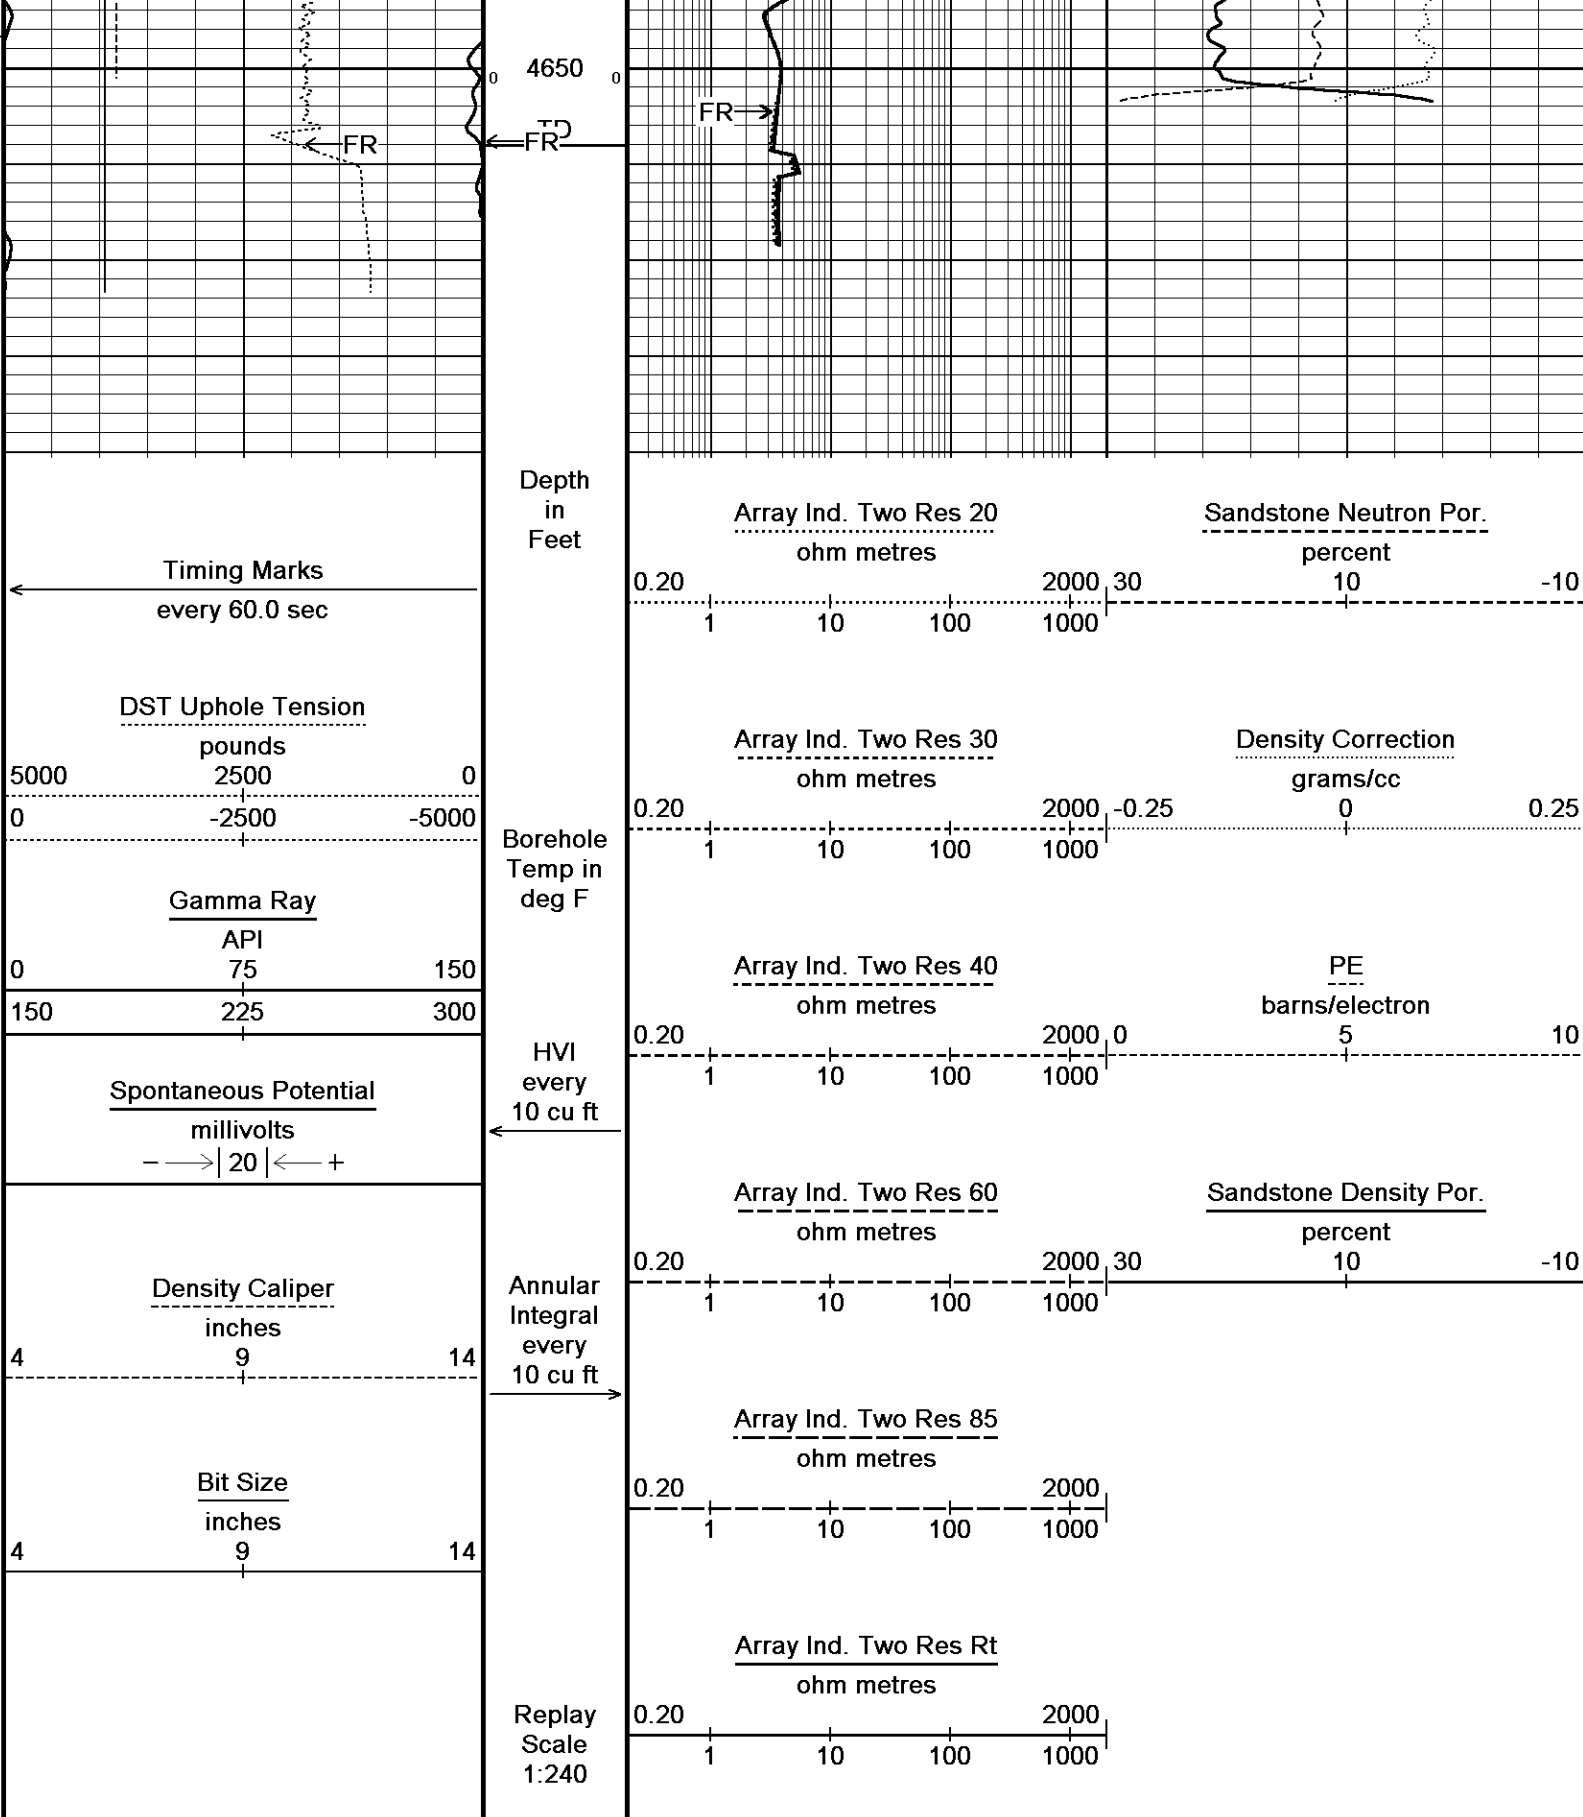 0 4650 0
FR
TD
FR
FR
Depth
in
Feet
Timing Marks
every 60.0 sec
DST Uphole Tension
pounds
5000 2500 0
0 -2500 -5000
Gamma Ray
API
0 75 150
150 225 300
Spontaneous Potential
millivolts
− 20 +
Density Caliper
inches
4 9 14
Bit Size
inches
4 9 14
Borehole
Temp in
deg F
HVI
every
10 cu ft
Annular
Integral
every
10 cu ft
Replay
Scale
1:240
Array Ind. Two Res 20
ohm metres
0.20 2000
1 10 100 1000
Array Ind. Two Res 30
ohm metres
0.20 2000
1 10 100 1000
Array Ind. Two Res 40
ohm metres
0.20 2000
1 10 100 1000
Array Ind. Two Res 60
ohm metres
0.20 2000
1 10 100 1000
Array Ind. Two Res 85
ohm metres
0.20 2000
1 10 100 1000
Array Ind. Two Res Rt
ohm metres
0.20 2000
1 10 100 1000
Sandstone Neutron Por.
percent
30 10 -10
Density Correction
grams/cc
-0.25 0 0.25
PE
barns/electron
0 5 10
Sandstone Density Por.
percent
30 10 -10